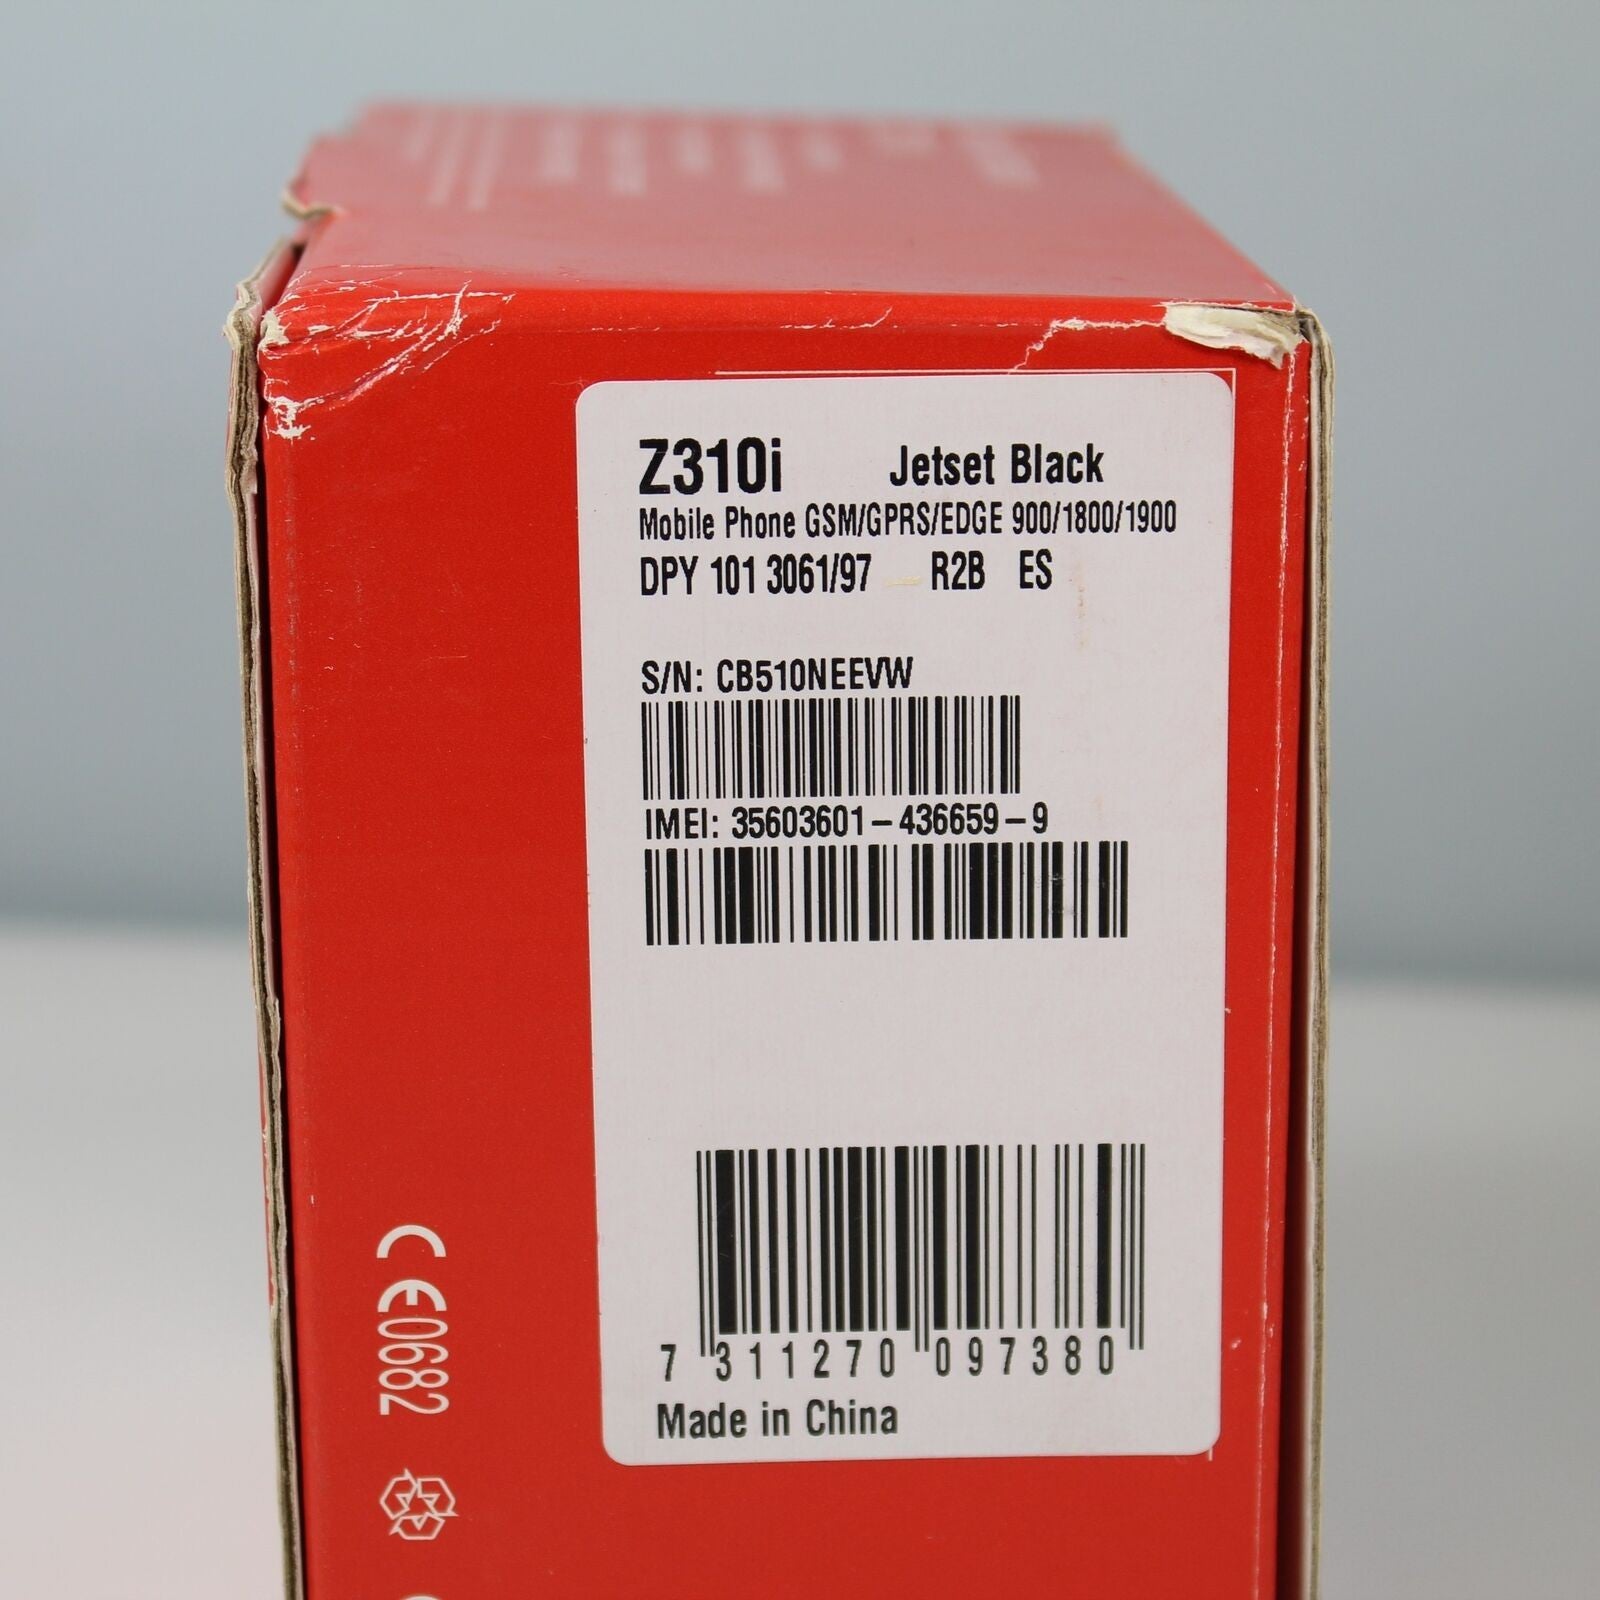 Z310i Jetset Black
Mobile Phone GSM/GPRS/EDGE 900/1800/1900
DPY 101 3061/97 R2B ES
S/N: CB510NEEVW
IMEI: 35603601-436659-9
7 311270 097380
Made in China
CE0682